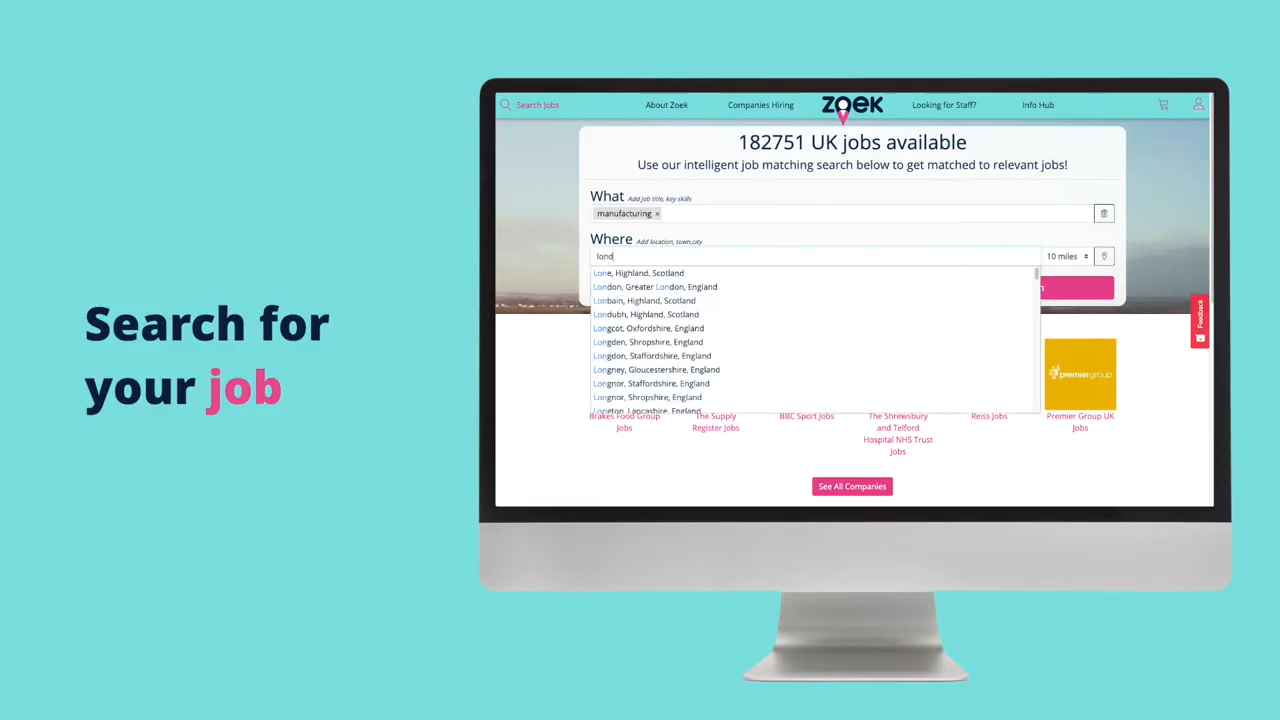 Search for
your job
Search Jobs
About Zoek
Companies Hiring
zoek
Looking for Staff?
Info Hub
182751 UK jobs available
Use our intelligent job matching search below to get matched to relevant jobs!
What Add job title, key skills
manufacturing ×
Where Add location, town,city
lond
10 miles
Lone, Highland, Scotland
London, Greater London, England
Lonbain, Highland, Scotland
Londubh, Highland, Scotland
Longcot, Oxfordshire, England
Longden, Shropshire, England
Longdon, Staffordshire, England
Longney, Gloucestershire, England
Longnor, Staffordshire, England
Longnor, Shropshire, England
Longton, Lancashire, England
Feedback
premiergroup
Brakes Food Group
Jobs
The Supply
Register Jobs
BBC Sport Jobs
The Shrewsbury
and Telford
Hospital NHS Trust
Jobs
Reiss Jobs
Premier Group UK
Jobs
See All Companies